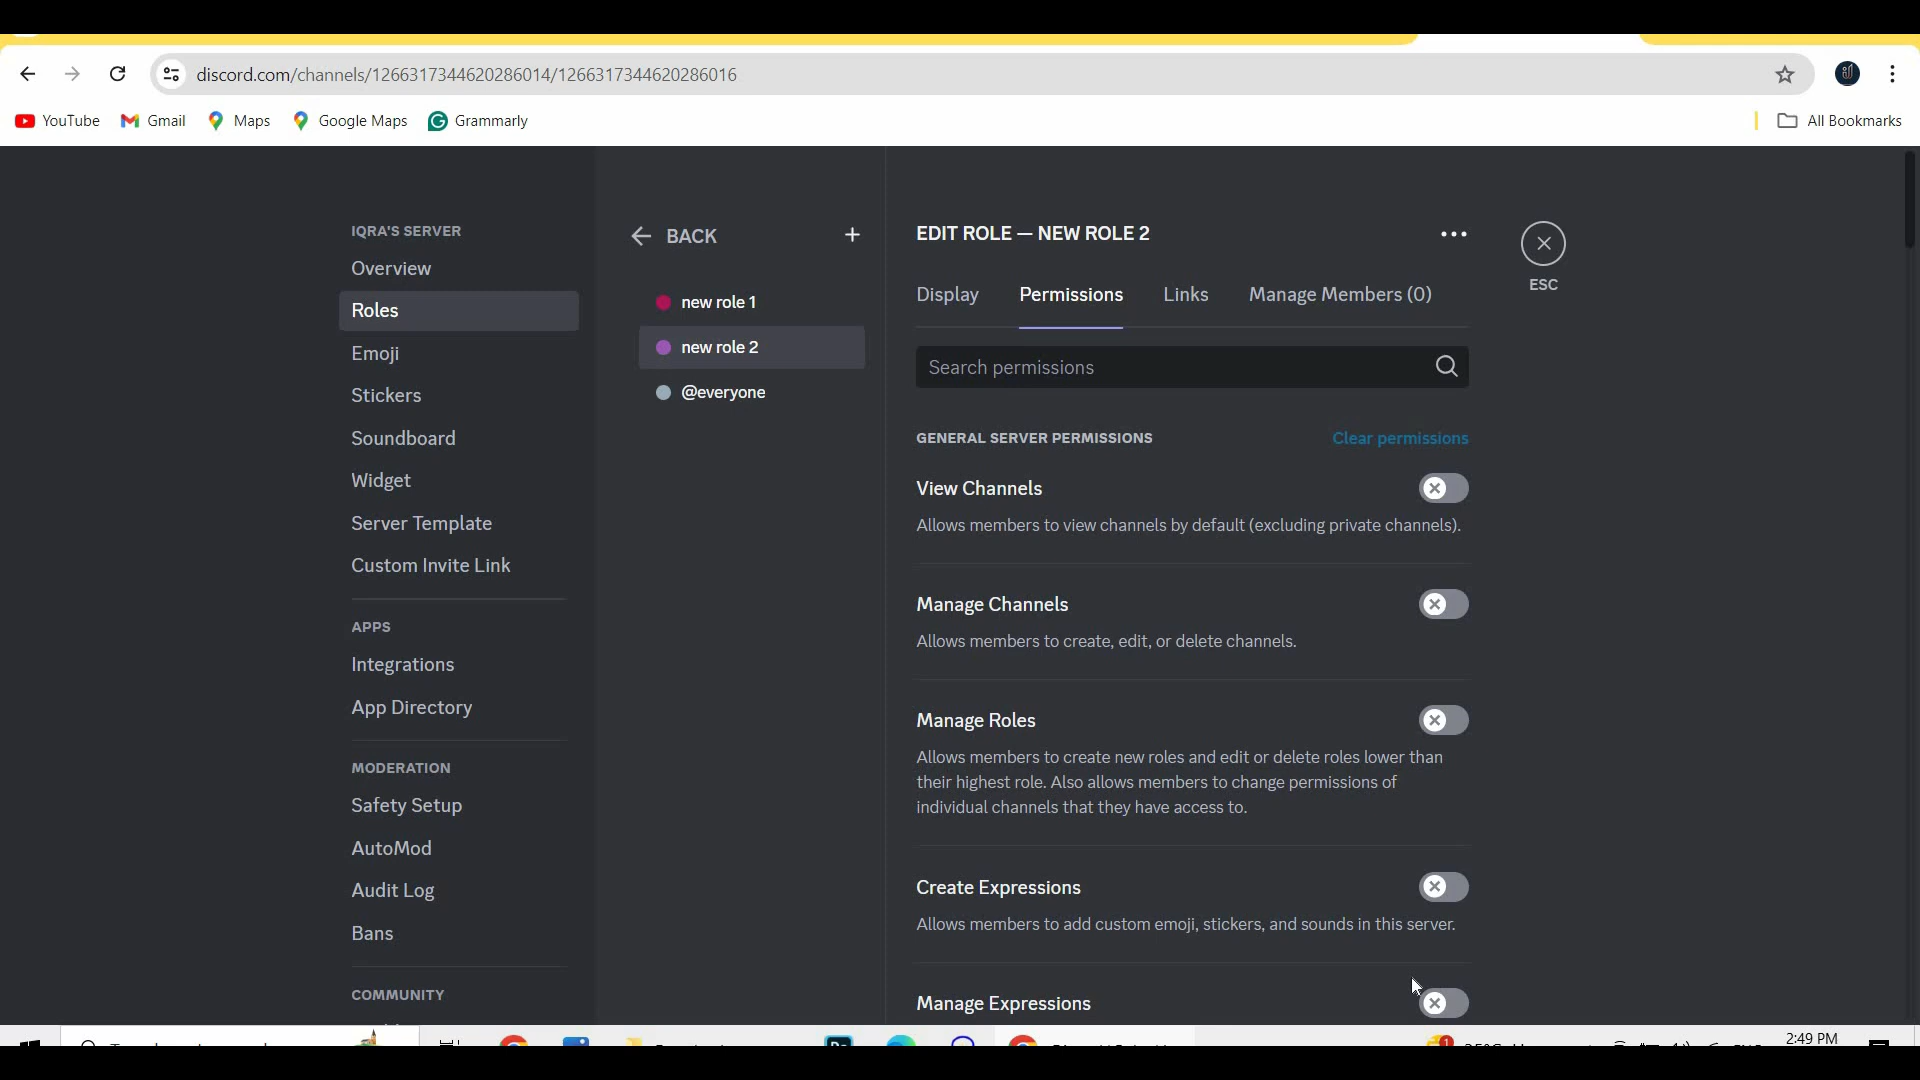 discord.com/channels/1266317344620286014/1266317344620286016
YouTube Gmail Maps Google Maps Grammarly All Bookmarks
IQRA'S SERVER
Overview
Roles
Emoji
Stickers
Soundboard
Widget
Server Template
Custom Invite Link
APPS
Integrations
App Directory
MODERATION
Safety Setup
AutoMod
Audit Log
Bans
COMMUNITY
BACK
new role 1
new role 2
@everyone
EDIT ROLE — NEW ROLE 2
ESC
Display Permissions Links Manage Members (0)
Search permissions
GENERAL SERVER PERMISSIONS Clear permissions
View Channels
Allows members to view channels by default (excluding private channels).
Manage Channels
Allows members to create, edit, or delete channels.
Manage Roles
Allows members to create new roles and edit or delete roles lower than
their highest role. Also allows members to change permissions of
individual channels that they have access to.
Create Expressions
Allows members to add custom emoji, stickers, and sounds in this server.
Manage Expressions
2:49 PM